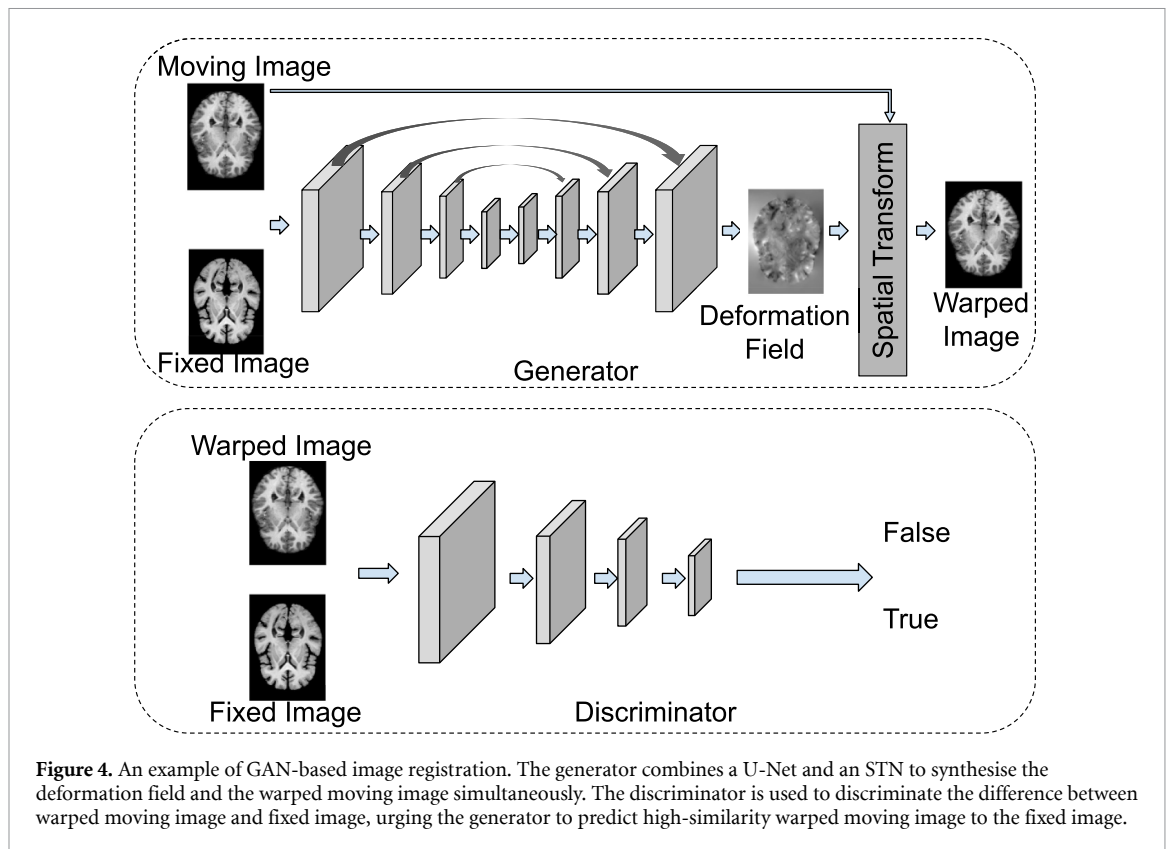 Moving Image
Fixed Image
Generator
Deformation
Field
Spatial Transform
Warped
Image
Warped Image
Fixed Image
Discriminator
False
True
Figure 4. An example of GAN-based image registration. The generator combines a U-Net and an STN to synthesise the
deformation field and the warped moving image simultaneously. The discriminator is used to discriminate the difference between
warped moving image and fixed image, urging the generator to predict high-similarity warped moving image to the fixed image.